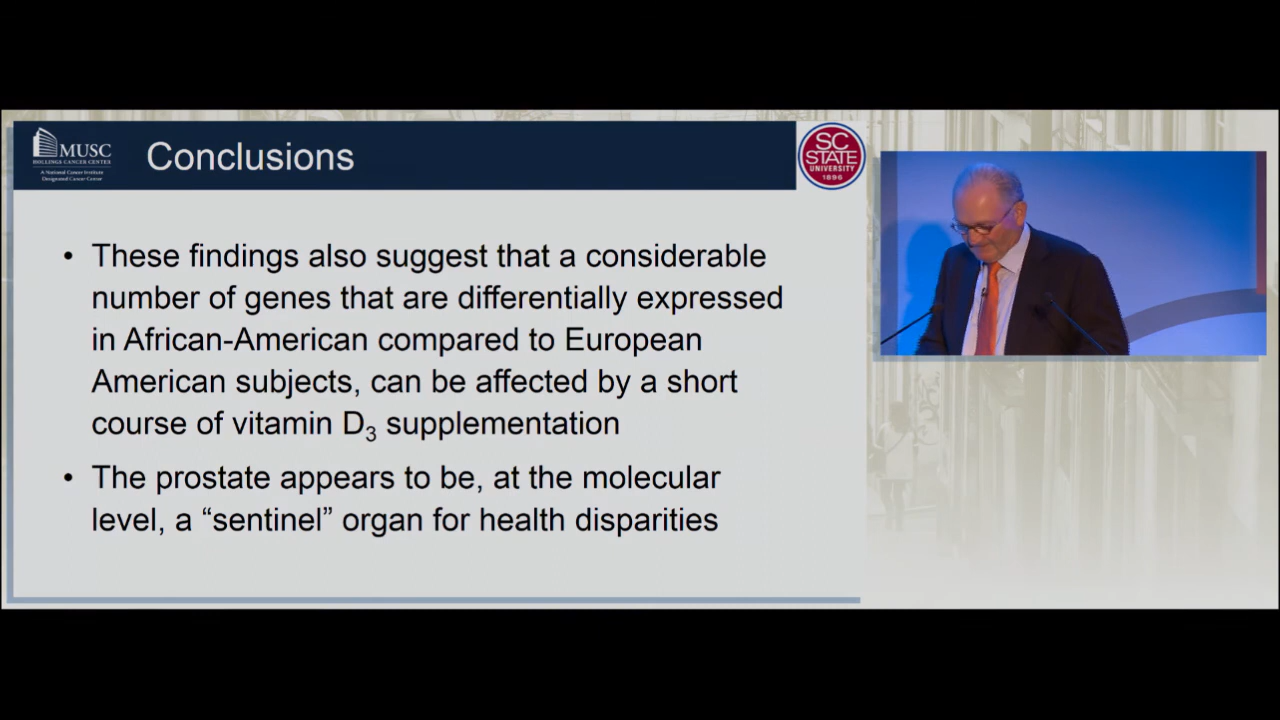 MUSC
HOLLINGS CANCER CENTER
A National Cancer Institute
Designated Cancer Center
Conclusions
SC
STATE
UNIVERSITY
1896
• These findings also suggest that a considerable
number of genes that are differentially expressed
in African-American compared to European
American subjects, can be affected by a short
course of vitamin D3 supplementation
• The prostate appears to be, at the molecular
level, a “sentinel” organ for health disparities